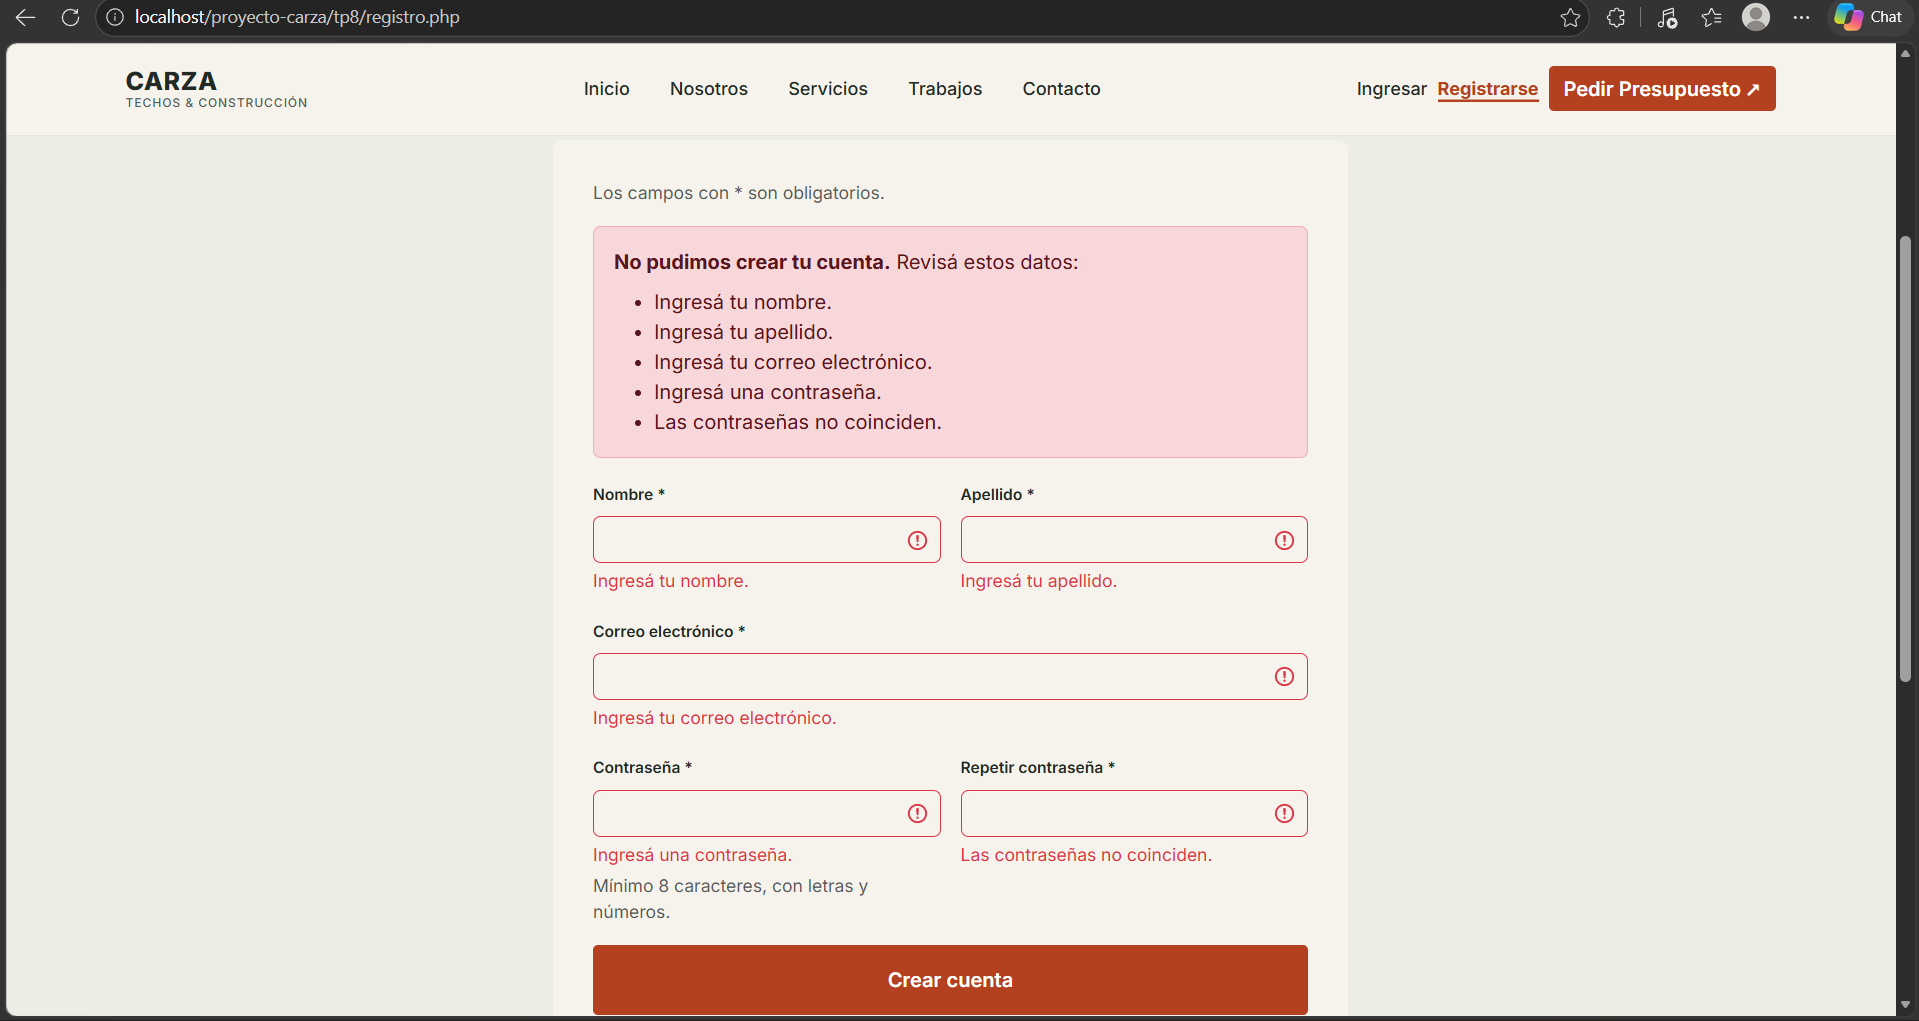 localhost/proyecto-carza/tp8/registro.php
Chat
CARZA
TECHOS & CONSTRUCCIÓN
Inicio
Nosotros
Servicios
Trabajos
Contacto
Ingresar
Registrarse
Pedir Presupuesto ↗
Los campos con * son obligatorios.
No pudimos crear tu cuenta. Revisá estos datos:
• Ingresá tu nombre.
• Ingresá tu apellido.
• Ingresá tu correo electrónico.
• Ingresá una contraseña.
• Las contraseñas no coinciden.
Nombre *
Apellido *
Ingresá tu nombre.
Ingresá tu apellido.
Correo electrónico *
Ingresá tu correo electrónico.
Contraseña *
Repetir contraseña *
Ingresá una contraseña.
Las contraseñas no coinciden.
Mínimo 8 caracteres, con letras y
números.
Crear cuenta